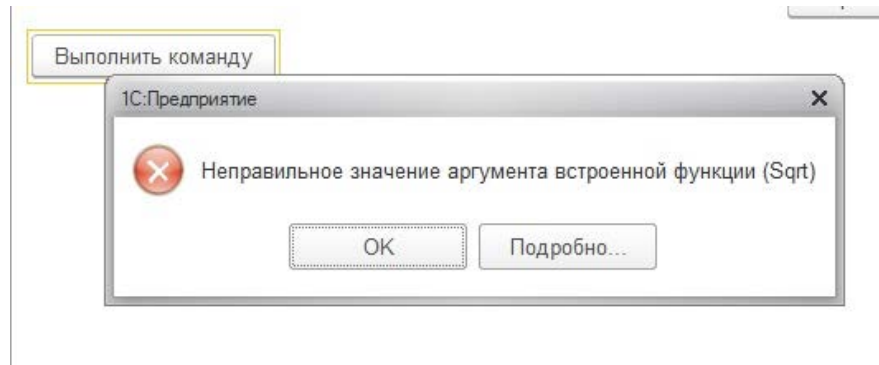 Выполнить команду
1С:Предприятие
Неправильное значение аргумента встроенной функции (Sqrt)
OK
Подробно...